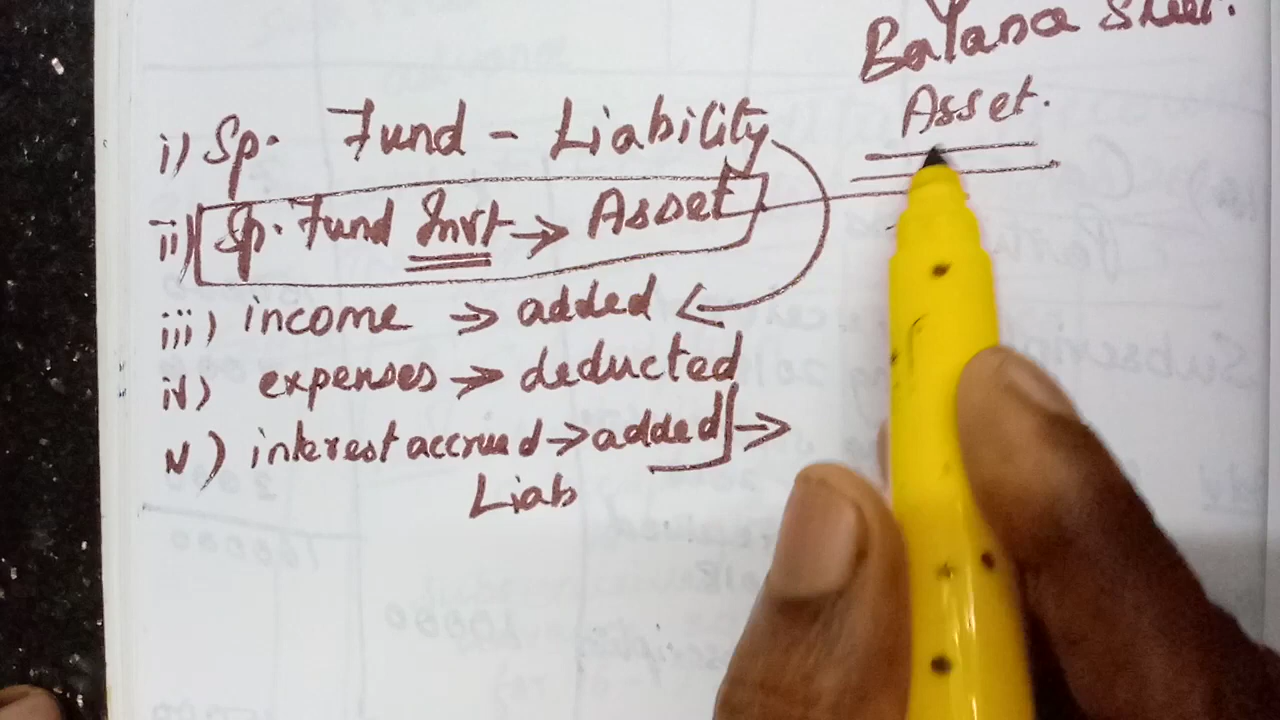 Balana Sheet.
Asset.
i) Sp. Fund - Liability
ii) Sp. Fund Invt → Asset
iii) income → added
iv) expenses → deducted
v) interest accrued → added →
Liab